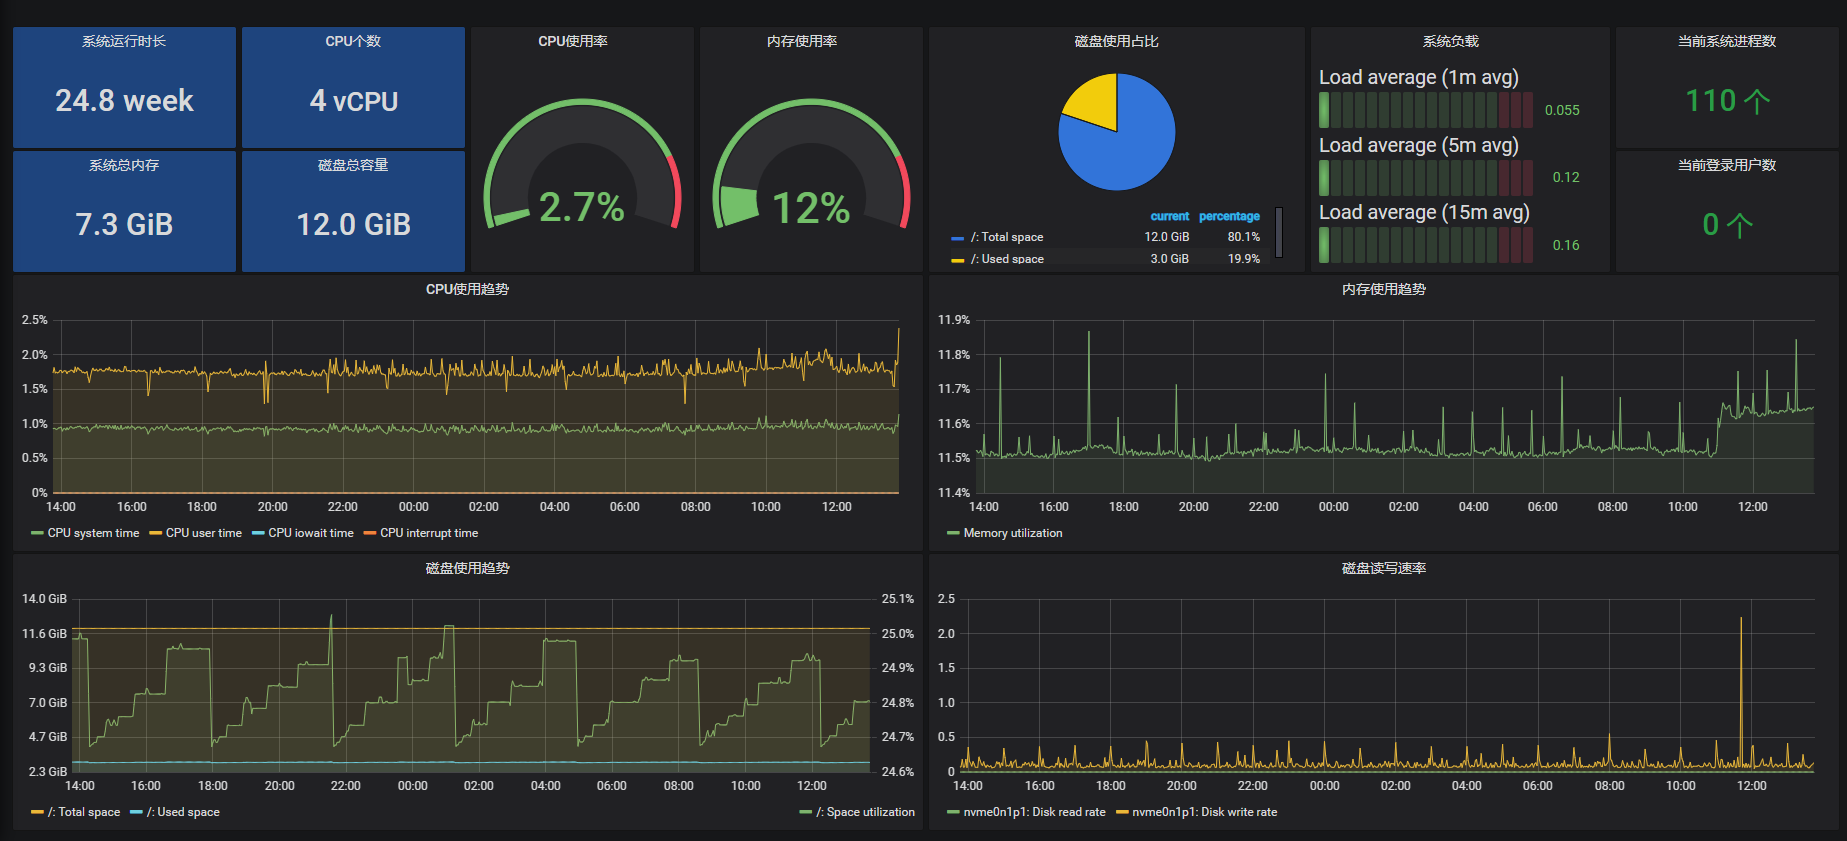 系统运行时长
24.8 week
CPU个数
4 vCPU
系统总内存
7.3 GiB
磁盘总容量
12.0 GiB
CPU使用率
2.7%
内存使用率
12%
磁盘使用占比
current percentage
/: Total space 12.0 GiB 80.1%
/: Used space 3.0 GiB 19.9%
系统负载
Load average (1m avg)
0.055
Load average (5m avg)
0.12
Load average (15m avg)
0.16
当前系统进程数
110 个
当前登录用户数
0 个
CPU使用趋势
2.5%
2.0%
1.5%
1.0%
0.5%
0%
14:00 16:00 18:00 20:00 22:00 00:00 02:00 04:00 06:00 08:00 10:00 12:00
CPU system time CPU user time CPU iowait time CPU interrupt time
内存使用趋势
11.9%
11.8%
11.7%
11.6%
11.5%
11.4%
14:00 16:00 18:00 20:00 22:00 00:00 02:00 04:00 06:00 08:00 10:00 12:00
Memory utilization
磁盘使用趋势
14.0 GiB 25.1%
11.6 GiB 25.0%
9.3 GiB 24.9%
7.0 GiB 24.8%
4.7 GiB 24.7%
2.3 GiB 24.6%
14:00 16:00 18:00 20:00 22:00 00:00 02:00 04:00 06:00 08:00 10:00 12:00
/: Total space /: Used space /: Space utilization
磁盘读写速率
2.5
2.0
1.5
1.0
0.5
0
14:00 16:00 18:00 20:00 22:00 00:00 02:00 04:00 06:00 08:00 10:00 12:00
nvme0n1p1: Disk read rate nvme0n1p1: Disk write rate